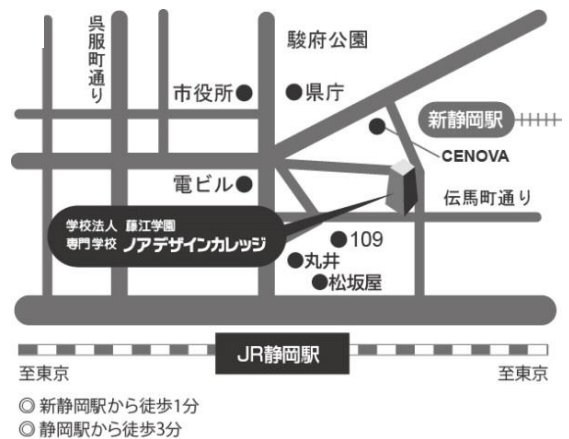 呉服町通り
駿府公園
市役所
県庁
新静岡駅
CENOVA
電ビル
伝馬町通り
学校法人 藤江学園
専門学校 ノアデザインカレッジ
109
丸井
松坂屋
JR静岡駅
至東京
至東京
◎ 新静岡駅から徒歩1分
◎ 静岡駅から徒歩3分